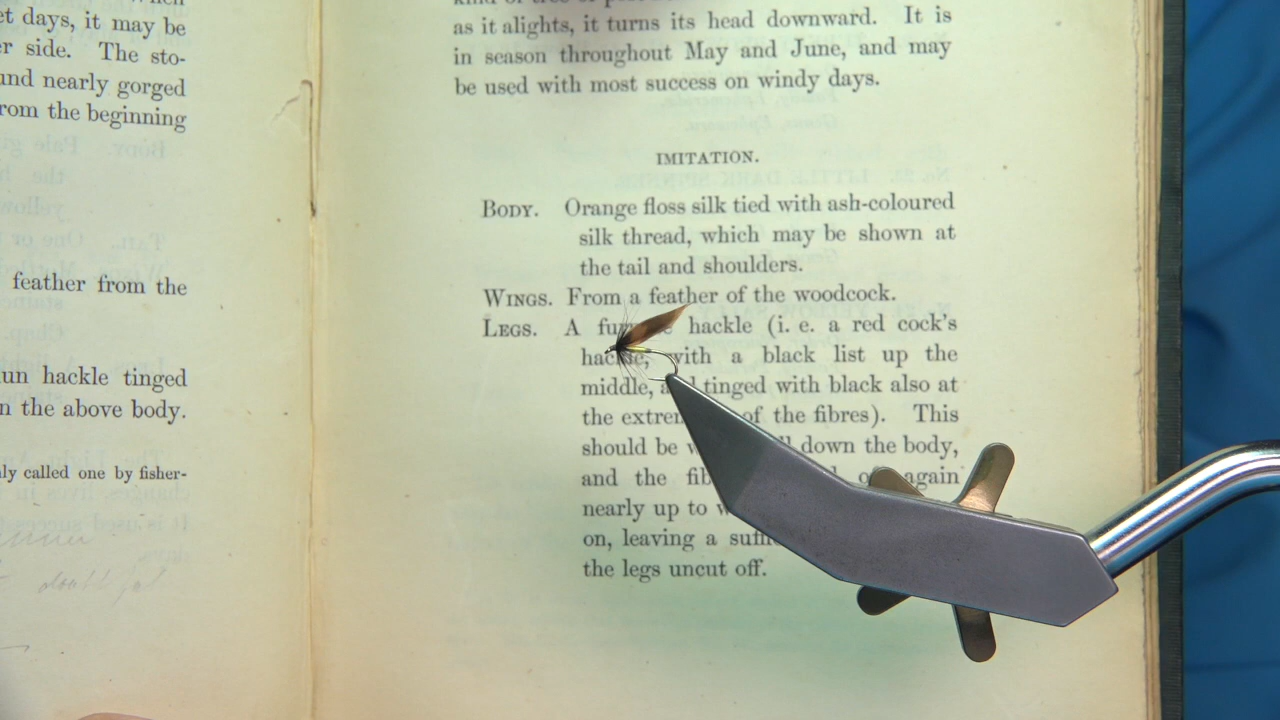 et days, it may be
er side. The sto-
und nearly gorged
rom the beginning
feather from the
un hackle tinged
n the above body.
ly called one by fisher-
as it alights, it turns its head downward. It is
in season throughout May and June, and may
be used with most success on windy days.
IMITATION.
BODY. Orange floss silk tied with ash-coloured
silk thread, which may be shown at
the tail and shoulders.
WINGS. From a feather of the woodcock.
LEGS. A hackle (i. e. a red cock's
hackle, with a black list up the
middle, tinged with black also at
the of the fibres). This
should be down the body,
and the again
nearly up to
on, leaving a
the legs uncut off.